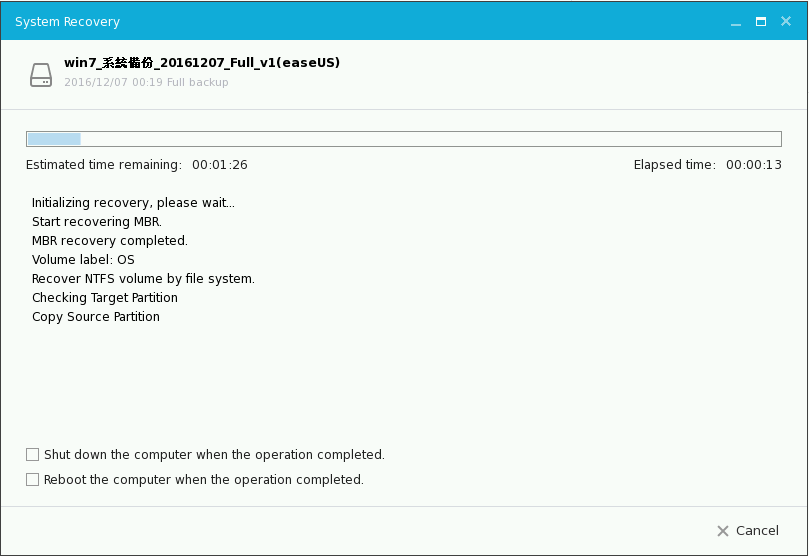 System Recovery
win7_系統備份_20161207_Full_v1(easeUS)
2016/12/07 00:19 Full backup
Estimated time remaining: 00:01:26
Elapsed time: 00:00:13
Initializing recovery, please wait...
Start recovering MBR.
MBR recovery completed.
Volume label: OS
Recover NTFS volume by file system.
Checking Target Partition
Copy Source Partition
Shut down the computer when the operation completed.
Reboot the computer when the operation completed.
Cancel